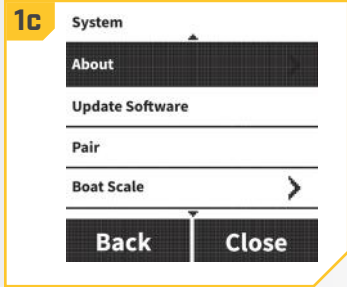 1c
System
About
Update Software
Pair
Boat Scale
Back Close